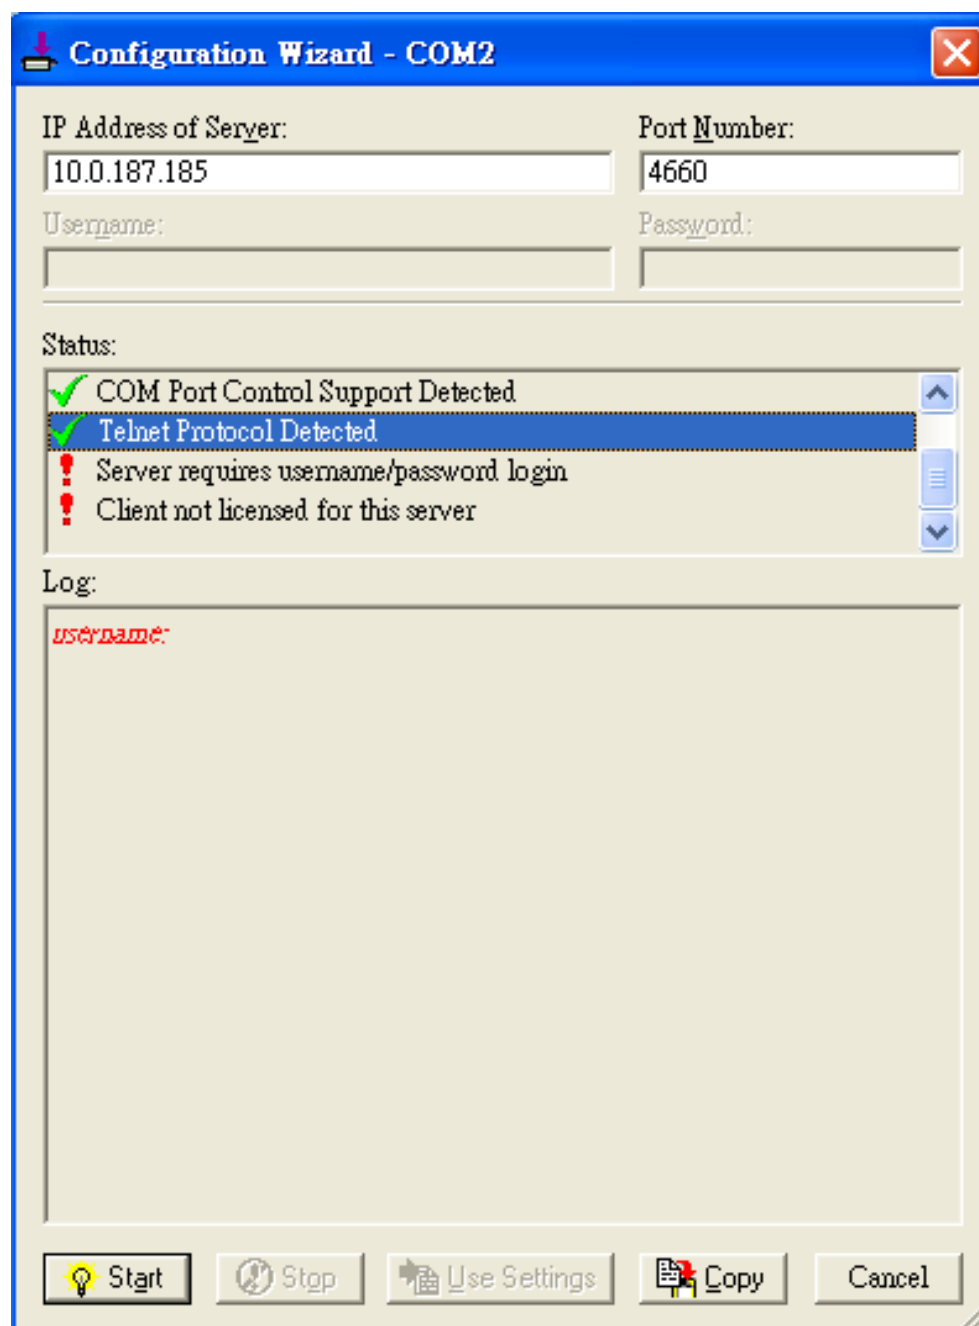 Configuration Wizard - COM2
IP Address of Server:
Port Number:
10.0.187.185
4660
Username:
Password:
Status:
COM Port Control Support Detected
Telnet Protocol Detected
Server requires username/password login
Client not licensed for this server
Log:
username:
Start
Stop
Use Settings
Copy
Cancel